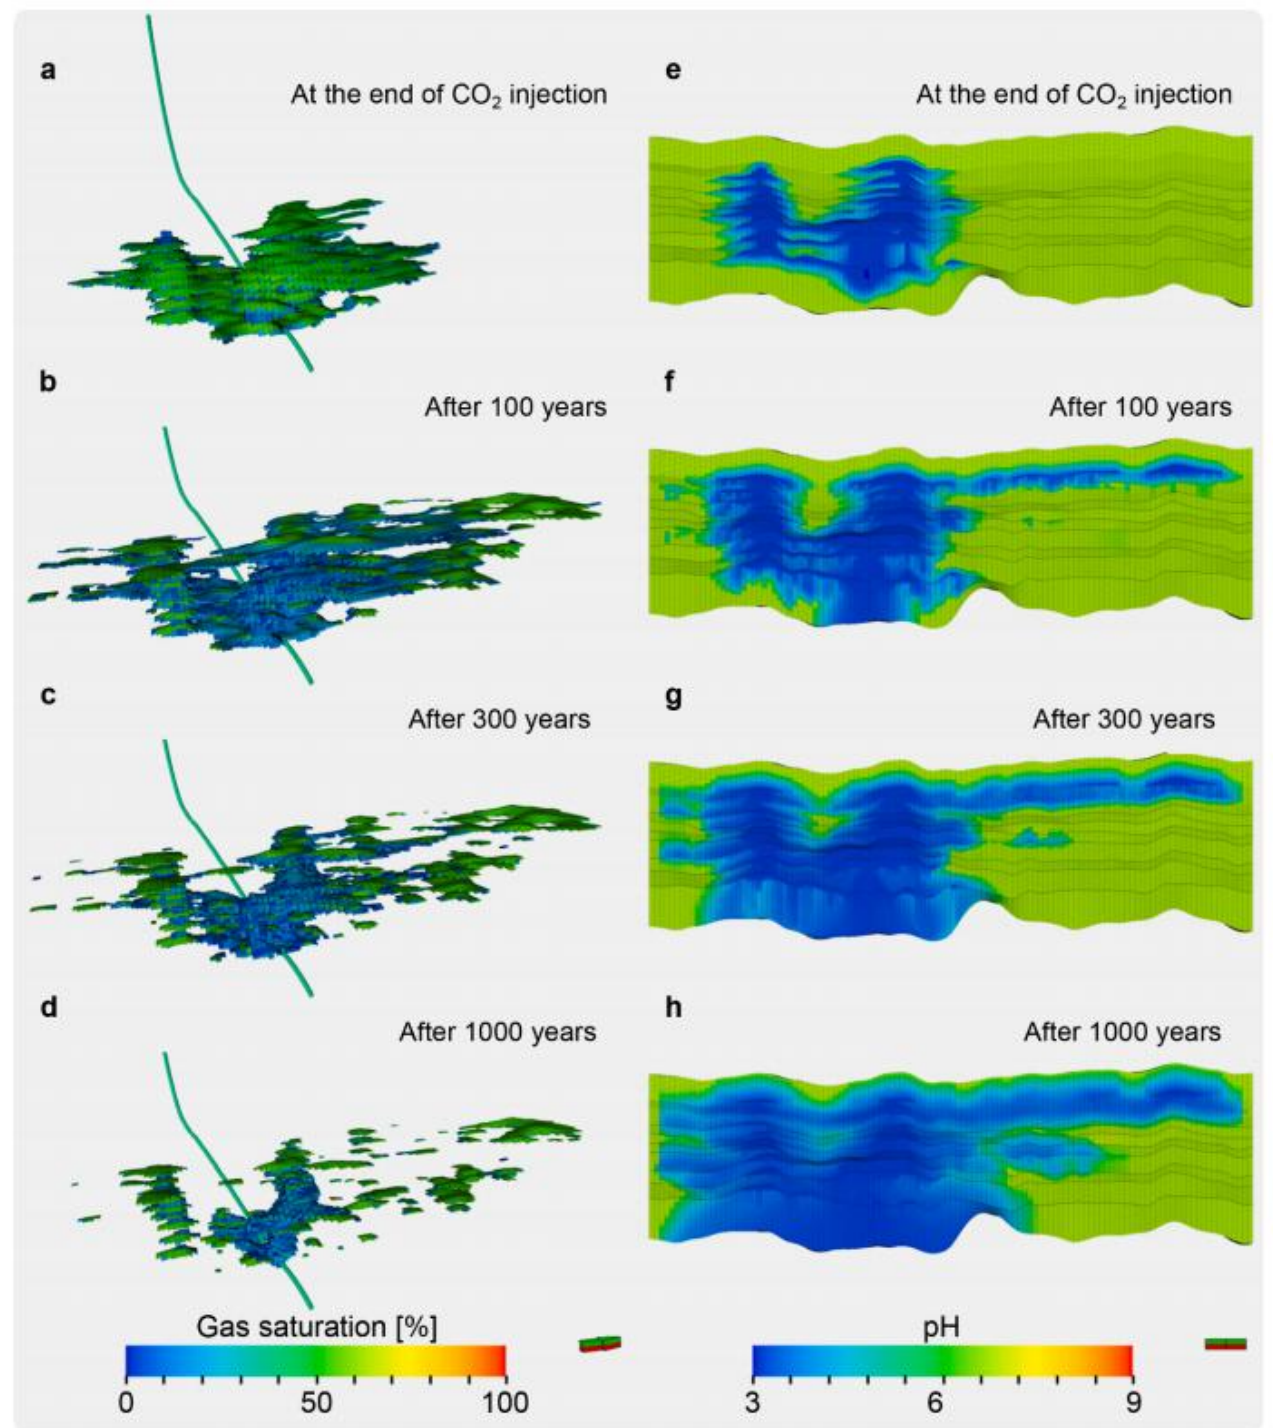 a
At the end of CO₂ injection
e
At the end of CO₂ injection
b
After 100 years
f
After 100 years
c
After 300 years
g
After 300 years
d
After 1000 years
h
After 1000 years
Gas saturation [%]
0 50 100
pH
3 6 9